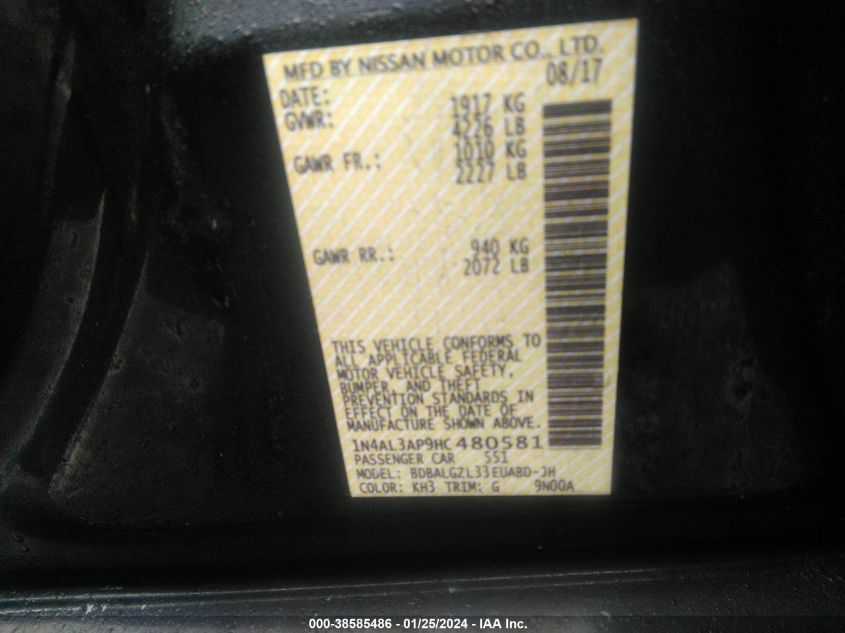 MFD BY NISSAN MOTOR CO., LTD.
DATE: 08/17
GVWR: 1917 KG
4226 LB
GAWR FR.: 1010 KG
2227 LB
GAWR RR.: 940 KG
2072 LB
THIS VEHICLE CONFORMS TO
ALL APPLICABLE FEDERAL
MOTOR VEHICLE SAFETY,
BUMPER, AND THEFT
PREVENTION STANDARDS IN
EFFECT ON THE DATE OF
MANUFACTURE SHOWN ABOVE.
1N4AL3AP9HC480581
PASSENGER CAR 551
MODEL: BDBALGZL33EUABD-JH
COLOR: KH3 TRIM: G 9N00A
000-38585486 - 01/25/2024 - IAA Inc.